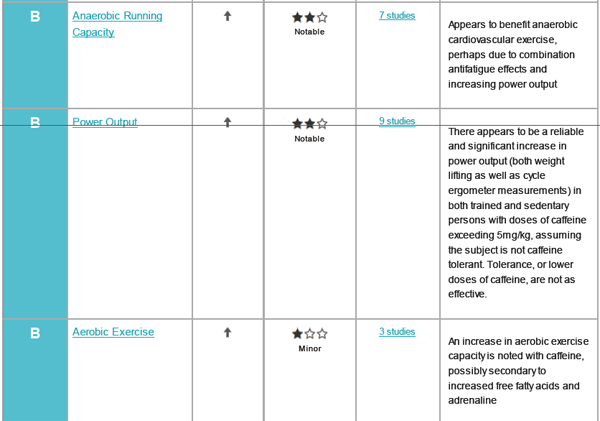 B
Anaerobic Running
Capacity
Notable
7 studies
Appears to benefit anaerobic
cardiovascular exercise,
perhaps due to combination
antifatigue effects and
increasing power output
B
Power Output
Notable
9 studies
There appears to be a reliable
and significant increase in
power output (both weight
lifting as well as cycle
ergometer measurements) in
both trained and sedentary
persons with doses of caffeine
exceeding 5mg/kg, assuming
the subject is not caffeine
tolerant. Tolerance, or lower
doses of caffeine, are not as
effective.
B
Aerobic Exercise
Minor
3 studies
An increase in aerobic exercise
capacity is noted with caffeine,
possibly secondary to
increased free fatty acids and
adrenaline